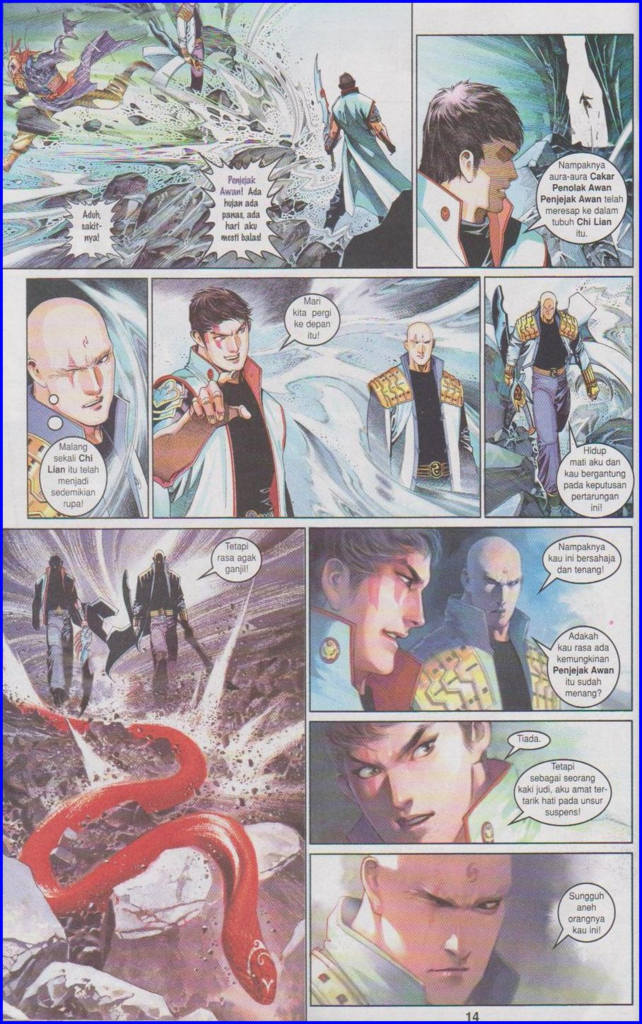 Aduh,
sakit-
nya!
Penjejak
Awan! Ada
hujan ada
panas, ada
hari aku
mesti balas!
Nampaknya
aura-aura Cakar
Penolak Awan
Penjejak Awan telah
meresap ke dalam
tubuh Chi Lian
itu.
Malang
sekali Chi
Lian itu telah
menjadi
sedemikian
rupa!
Mari
kita pergi
ke depan
itu!
Hidup
mati aku dan
kau bergantung
pada keputusan
pertarungan
ini!
Tetapi
rasa agak
ganjil!
Nampaknya
kau ini bersahaja
dan tenang!
Adakah
kau rasa ada
kemungkinan
Penjejak Awan
itu sudah
menang?
Tiada.
Tetapi
sebagai seorang
kaki judi, aku amat ter-
tarik hati pada unsur
suspens!
Sungguh
aneh
orangnya
kau ini!
14